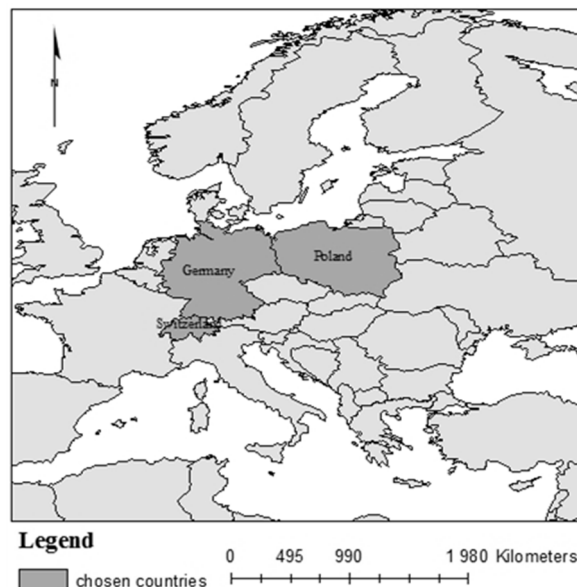 N
Germany
Poland
Switzerland
Legend
chosen countries
0 495 990 1 980 Kilometers